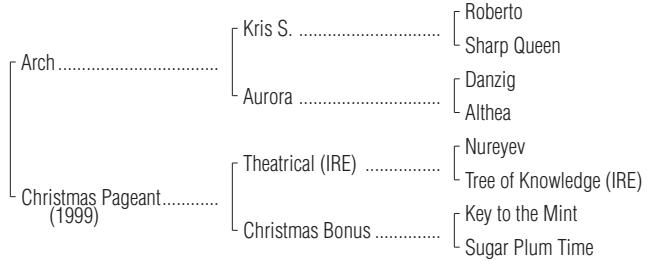 Roberto
Kris S. ................................
Sharp Queen
Arch.................................
Danzig
Aurora ................................
Althea
Nureyev
Theatrical (IRE) .................
Tree of Knowledge (IRE)
Christmas Pageant............
(1999)
Key to the Mint
Christmas Bonus ...............
Sugar Plum Time